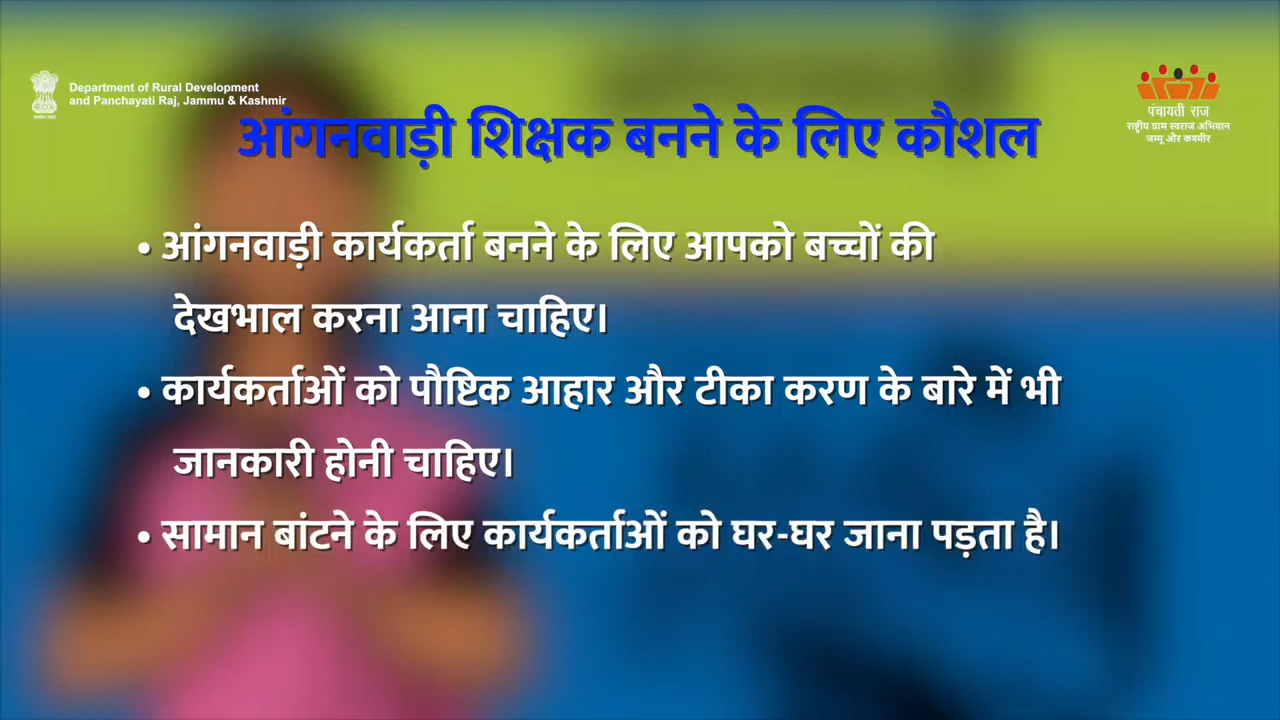 Department of Rural Development
and Panchayati Raj, Jammu & Kashmir
पंचायती राज
राष्ट्रीय ग्राम स्वराज अभियान
जम्मू और कश्मीर
आंगनवाड़ी शिक्षक बनने के लिए कौशल
• आंगनवाड़ी कार्यकर्ता बनने के लिए आपको बच्चों की
देखभाल करना आना चाहिए।
• कार्यकर्ताओं को पौष्टिक आहार और टीका करण के बारे में भी
जानकारी होनी चाहिए।
• सामान बांटने के लिए कार्यकर्ताओं को घर-घर जाना पड़ता है।